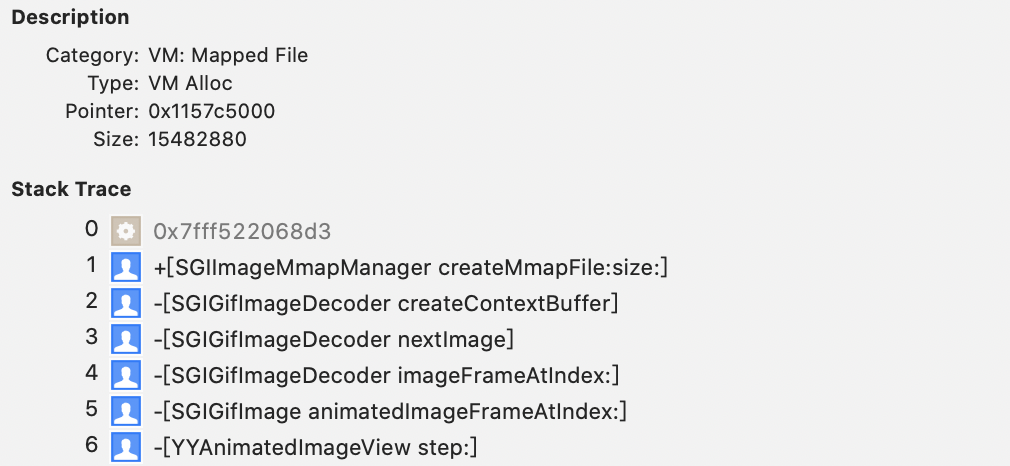 Description
Category: VM: Mapped File
Type: VM Alloc
Pointer: 0x1157c5000
Size: 15482880
Stack Trace
0 0x7fff522068d3
1 +[SGIImageMmapManager createMmapFile:size:]
2 -[SGIGifImageDecoder createContextBuffer]
3 -[SGIGifImageDecoder nextImage]
4 -[SGIGifImageDecoder imageFrameAtIndex:]
5 -[SGIGifImage animatedImageFrameAtIndex:]
6 -[YYAnimatedImageView step:]